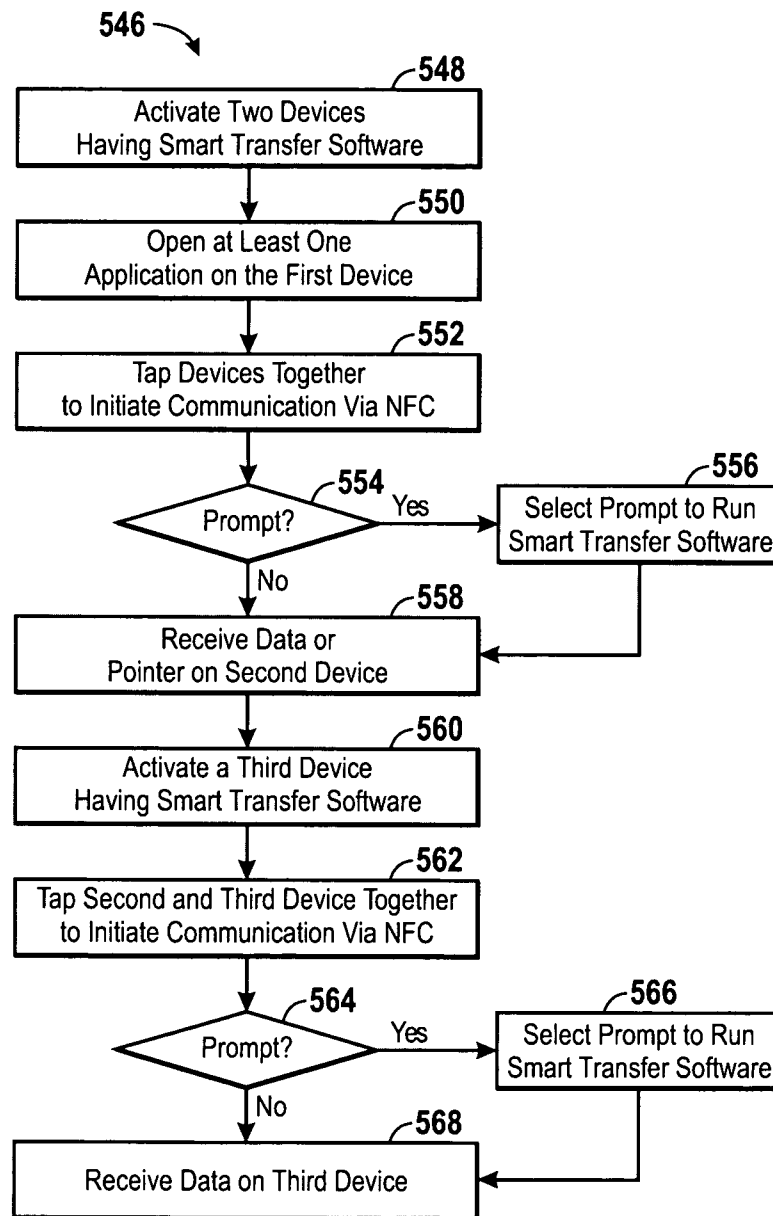 546
548
Activate Two Devices
Having Smart Transfer Software
550
Open at Least One
Application on the First Device
552
Tap Devices Together
to Initiate Communication Via NFC
554
Prompt?
Yes
556
Select Prompt to Run
Smart Transfer Software
No
558
Receive Data or
Pointer on Second Device
560
Activate a Third Device
Having Smart Transfer Software
562
Tap Second and Third Device Together
to Initiate Communication Via NFC
564
Prompt?
Yes
566
Select Prompt to Run
Smart Transfer Software
No
568
Receive Data on Third Device